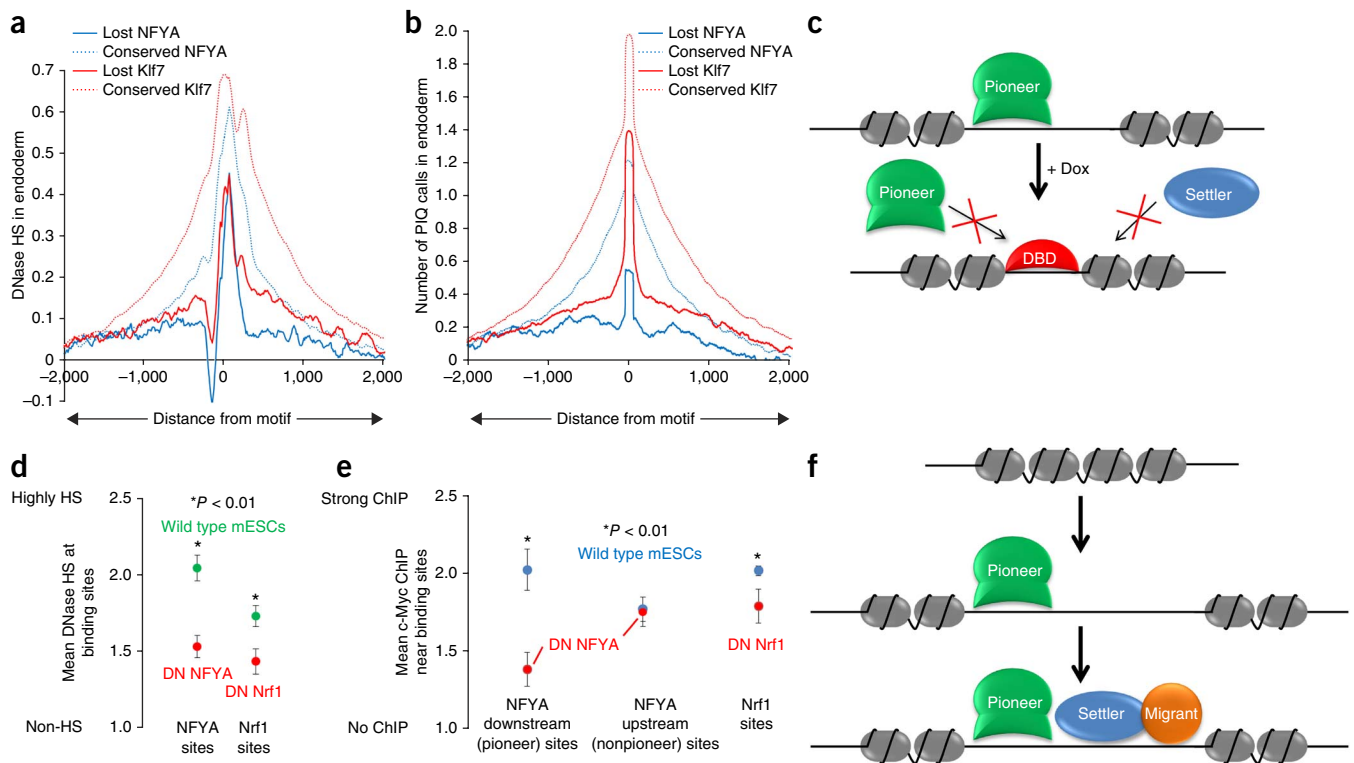 a
Lost NFYA
Conserved NFYA
Lost Klf7
Conserved Klf7
DNase HS in endoderm
0.7
0.6
0.5
0.4
0.3
0.2
0.1
0
–0.1
–2,000
–1,000
0
1,000
2,000
Distance from motif
b
Lost NFYA
Conserved NFYA
Lost Klf7
Conserved Klf7
Number of PIQ calls in endoderm
2.0
1.8
1.6
1.4
1.2
1.0
0.8
0.6
0.4
0.2
0
–2,000
–1,000
0
1,000
2,000
Distance from motif
c
Pioneer
+ Dox
Pioneer
Settler
DBD
d
Highly HS
Non-HS
Mean DNase HS at
binding sites
2.5
2.0
1.5
1.0
*P < 0.01
Wild type mESCs
*
*
DN NFYA
DN Nrf1
NFYA
sites
Nrf1
sites
e
Strong ChIP
No ChIP
Mean c-Myc ChIP
near binding sites
2.5
2.0
1.5
1.0
*P < 0.01
Wild type mESCs
*
*
DN NFYA
DN Nrf1
NFYA
downstream
(pioneer) sites
NFYA
upstream
(nonpioneer) sites
Nrf1
sites
f
Pioneer
Pioneer
Settler
Migrant